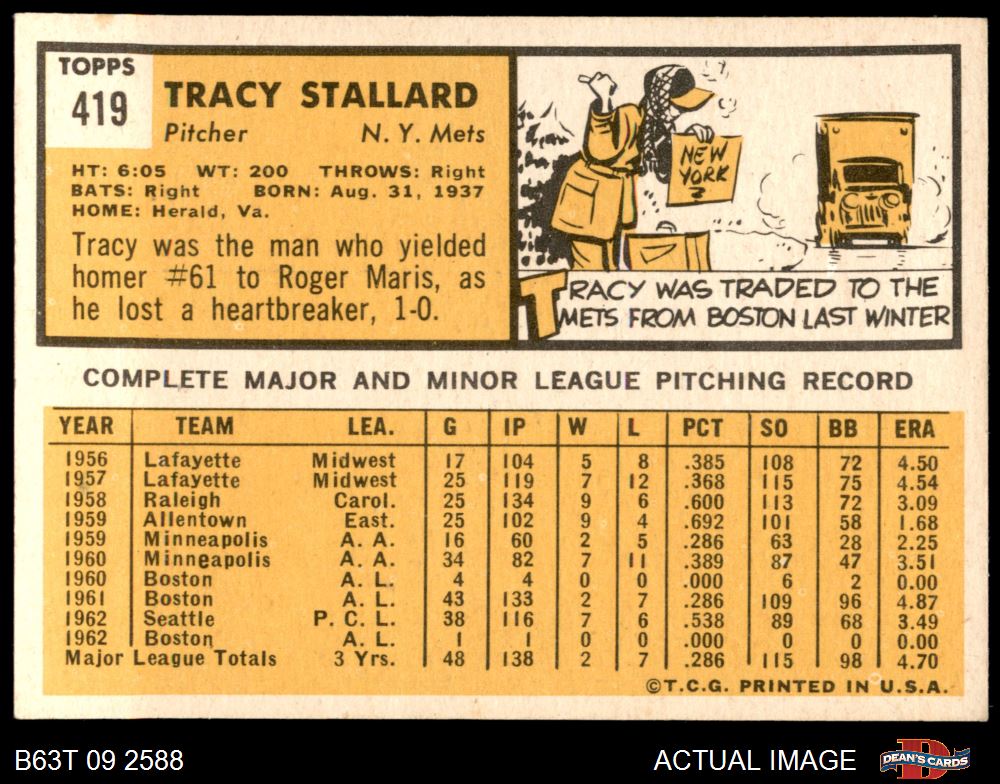 TOPPS
419
TRACY STALLARD
Pitcher N. Y. Mets
HT: 6:05 WT: 200 THROWS: Right
BATS: Right BORN: Aug. 31, 1937
HOME: Herald, Va.
Tracy was the man who yielded
homer #61 to Roger Maris, as
he lost a heartbreaker, 1-0.
NEW
YORK
?
TRACY WAS TRADED TO THE
METS FROM BOSTON LAST WINTER
COMPLETE MAJOR AND MINOR LEAGUE PITCHING RECORD
YEAR TEAM LEA. G IP W L PCT SO BB ERA
1956 Lafayette Midwest 17 104 5 8 .385 108 72 4.50
1957 Lafayette Midwest 25 119 7 12 .368 115 75 4.54
1958 Raleigh Carol. 25 134 9 6 .600 113 72 3.09
1959 Allentown East. 25 102 9 4 .692 101 58 1.68
1959 Minneapolis A. A. 16 60 2 5 .286 63 28 2.25
1960 Minneapolis A. A. 34 82 7 11 .389 87 47 3.51
1960 Boston A. L. 4 4 0 0 .000 6 2 0.00
1961 Boston A. L. 43 133 2 7 .286 109 96 4.87
1962 Seattle P. C. L. 38 116 7 6 .538 89 68 3.49
1962 Boston A. L. 1 1 0 0 .000 0 0 0.00
Major League Totals 3 Yrs. 48 138 2 7 .286 115 98 4.70
©T.C.G. PRINTED IN U.S.A.
B63T 09 2588 ACTUAL IMAGE DEAN'S CARDS